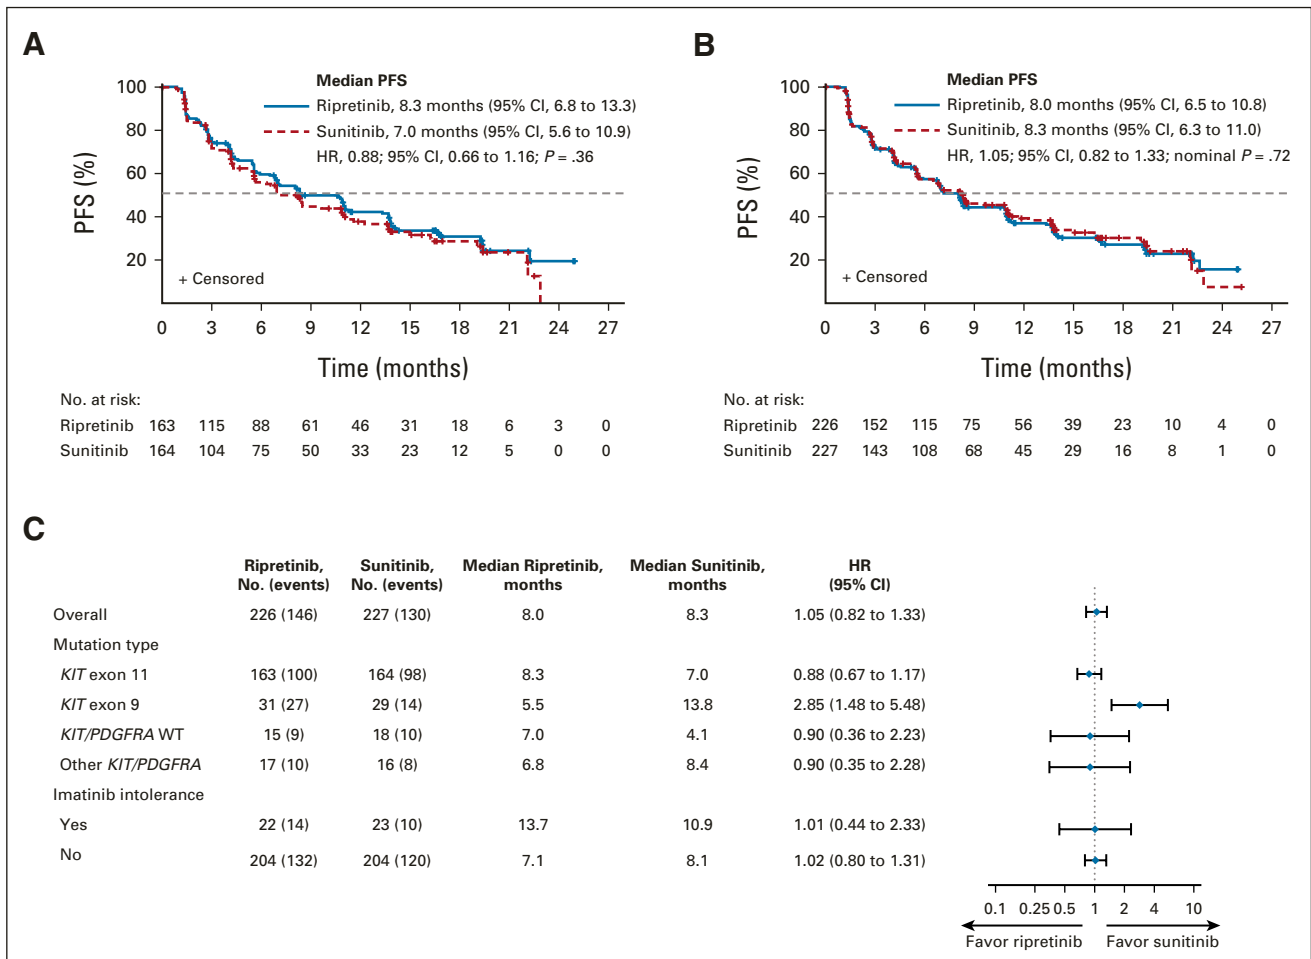 A
Median PFS
Ripretinib, 8.3 months (95% CI, 6.8 to 13.3)
Sunitinib, 7.0 months (95% CI, 5.6 to 10.9)
HR, 0.88; 95% CI, 0.66 to 1.16; P = .36
PFS (%)
100
80
60
40
20
+ Censored
0 3 6 9 12 15 18 21 24 27
Time (months)
No. at risk:
Ripretinib 163 115 88 61 46 31 18 6 3 0
Sunitinib 164 104 75 50 33 23 12 5 0 0
B
Median PFS
Ripretinib, 8.0 months (95% CI, 6.5 to 10.8)
Sunitinib, 8.3 months (95% CI, 6.3 to 11.0)
HR, 1.05; 95% CI, 0.82 to 1.33; nominal P = .72
PFS (%)
100
80
60
40
20
+ Censored
0 3 6 9 12 15 18 21 24 27
Time (months)
No. at risk:
Ripretinib 226 152 115 75 56 39 23 10 4 0
Sunitinib 227 143 108 68 45 29 16 8 1 0
C
Ripretinib, Sunitinib, Median Ripretinib, Median Sunitinib, HR
No. (events) No. (events) months months (95% CI)
Overall 226 (146) 227 (130) 8.0 8.3 1.05 (0.82 to 1.33)
Mutation type
KIT exon 11 163 (100) 164 (98) 8.3 7.0 0.88 (0.67 to 1.17)
KIT exon 9 31 (27) 29 (14) 5.5 13.8 2.85 (1.48 to 5.48)
KIT/PDGFRA WT 15 (9) 18 (10) 7.0 4.1 0.90 (0.36 to 2.23)
Other KIT/PDGFRA 17 (10) 16 (8) 6.8 8.4 0.90 (0.35 to 2.28)
Imatinib intolerance
Yes 22 (14) 23 (10) 13.7 10.9 1.01 (0.44 to 2.33)
No 204 (132) 204 (120) 7.1 8.1 1.02 (0.80 to 1.31)
0.1 0.25 0.5 1 2 4 10
Favor ripretinib Favor sunitinib